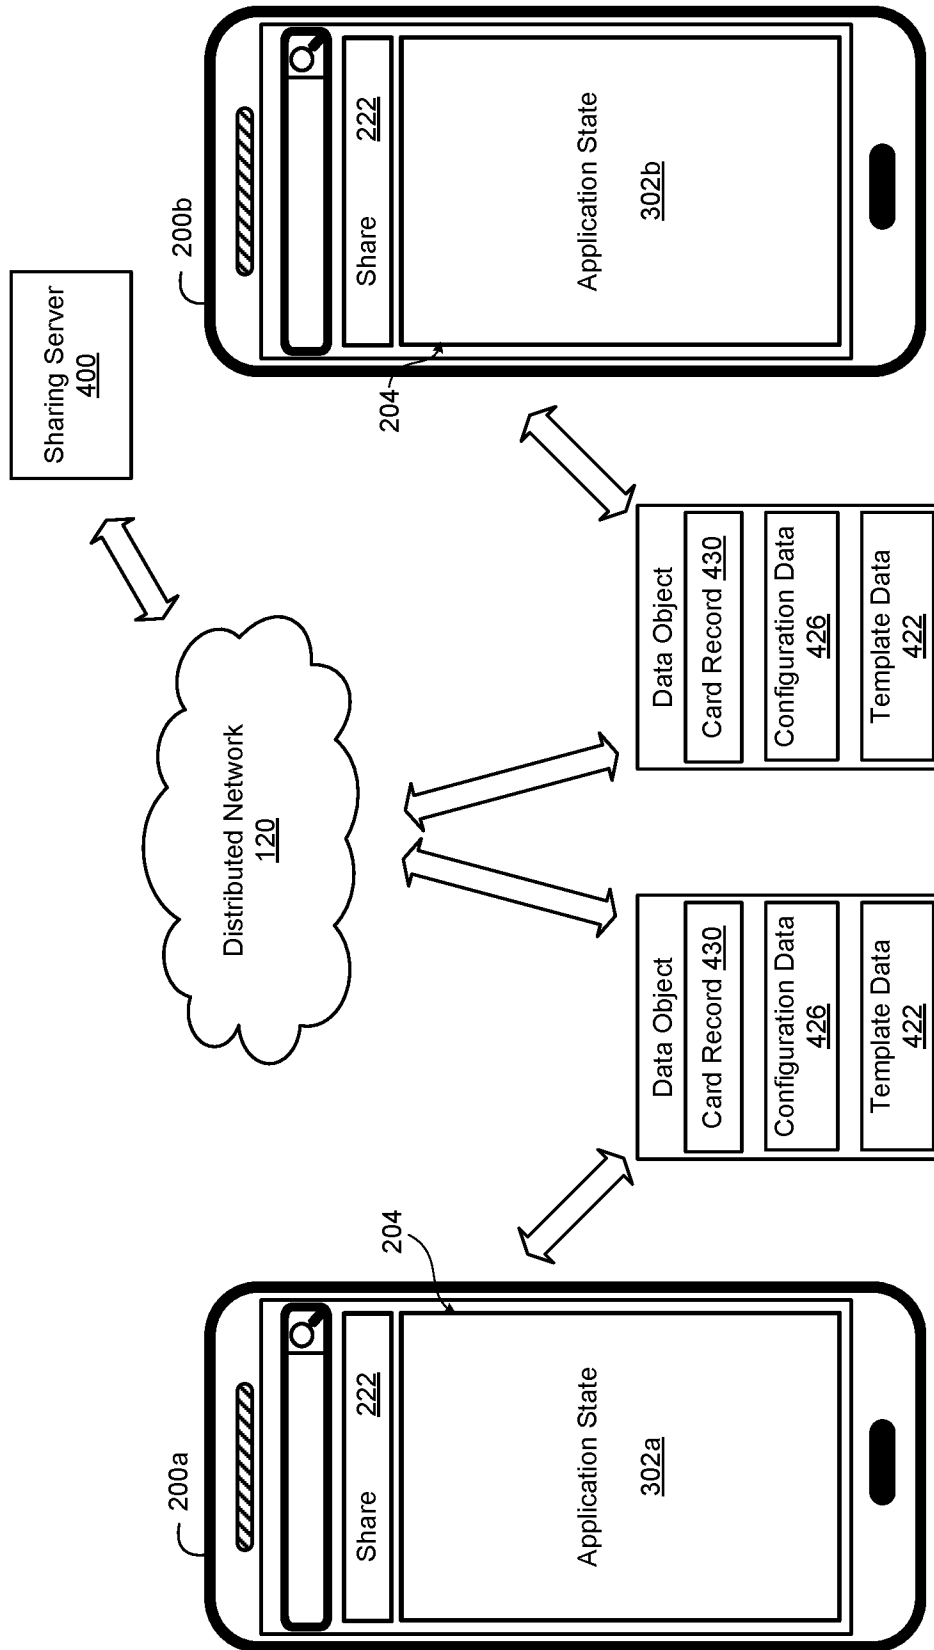 Sharing Server
400
200a
200b
Share 222
Application State
302a
204
Distributed Network
120
204
Share 222
Application State
302b
Data Object
Card Record 430
Configuration Data
426
Template Data
422
Data Object
Card Record 430
Configuration Data
426
Template Data
422